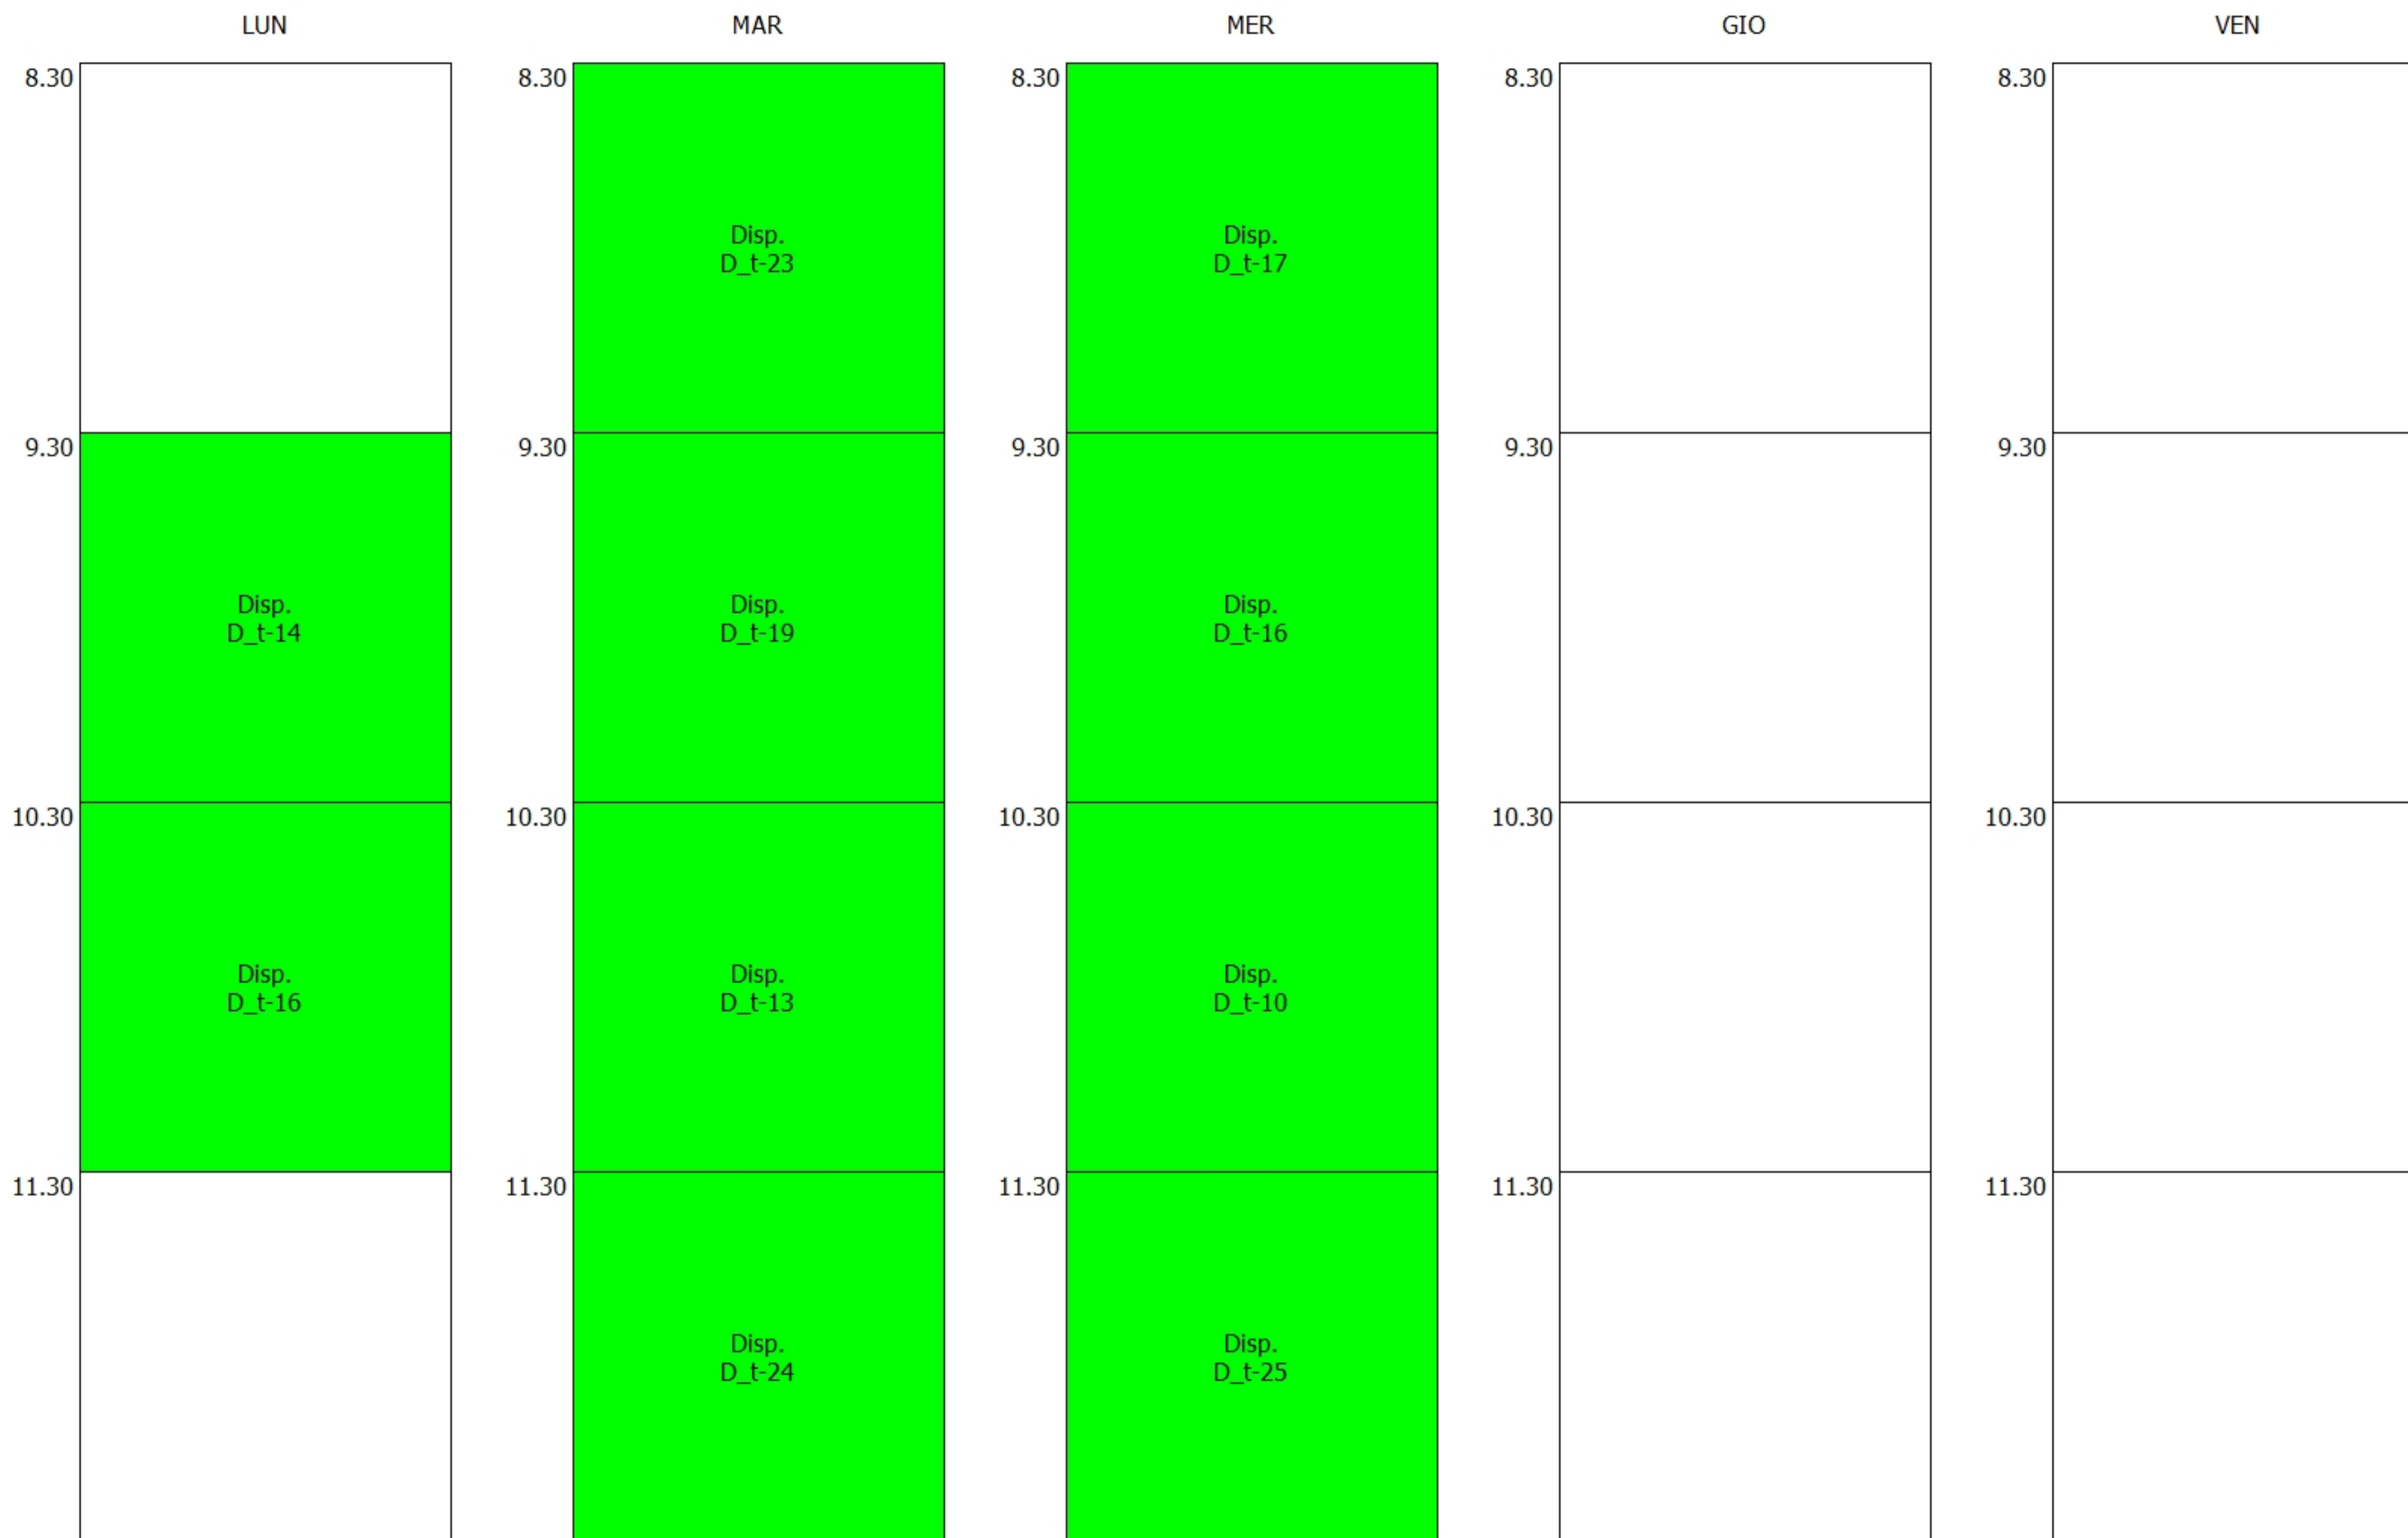 LUN MAR MER GIO VEN
8.30 8.30 8.30 8.30 8.30
Disp. Disp.
D_t-23 D_t-17
9.30 9.30 9.30 9.30 9.30
Disp. Disp. Disp.
D_t-14 D_t-19 D_t-16
10.30 10.30 10.30 10.30 10.30
Disp. Disp. Disp.
D_t-16 D_t-13 D_t-10
11.30 11.30 11.30 11.30 11.30
Disp. Disp.
D_t-24 D_t-25